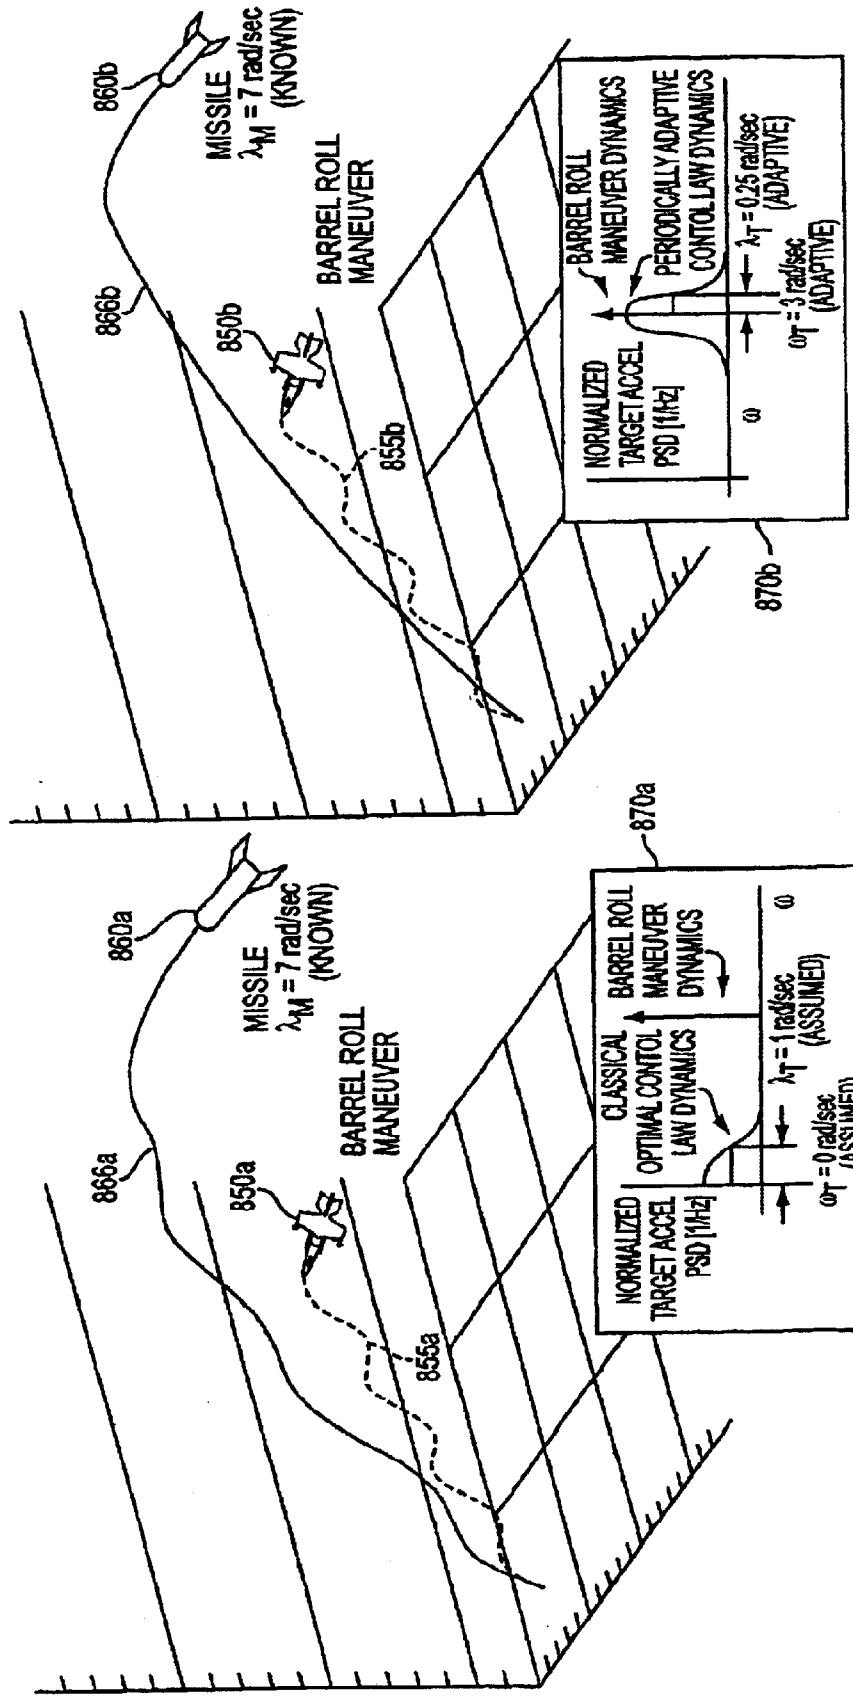 860a
MISSILE
λM = 7 rad/sec
(KNOWN)
866a
850a
BARREL ROLL
MANEUVER
855a
870a
NORMALIZED
TARGET ACCEL
PSD [1/Hz]
CLASSICAL
OPTIMAL CONTOL
LAW DYNAMICS
BARREL ROLL
MANEUVER
DYNAMICS
ω
λT = 1 rad/sec
(ASSUMED)
ωT = 0 rad/sec
(ASSUMED)
860b
MISSILE
λM = 7 rad/sec
(KNOWN)
866b
850b
BARREL ROLL
MANEUVER
855b
870b
NORMALIZED
TARGET ACCEL
PSD [1/Hz]
BARREL ROLL
MANEUVER DYNAMICS
PERIODICALLY ADAPTIVE
CONTOL LAW DYNAMICS
ω
λT = 0.25 rad/sec
(ADAPTIVE)
ωT = 3 rad/sec
(ADAPTIVE)